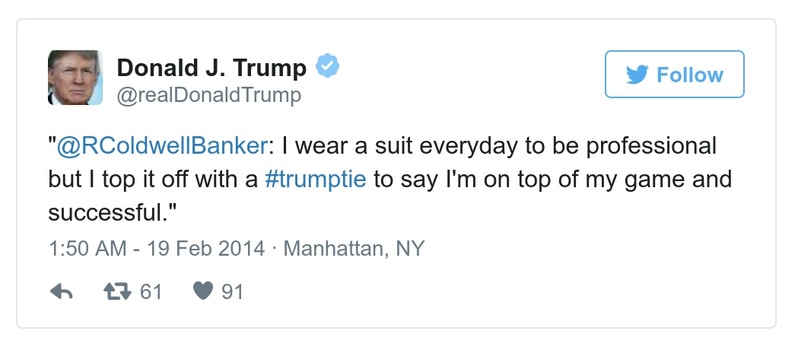 Donald J. Trump
@realDonaldTrump
Follow
"@RColdwellBanker: I wear a suit everyday to be professional
but I top it off with a #trumptie to say I'm on top of my game and
successful."
1:50 AM - 19 Feb 2014 · Manhattan, NY
61 91